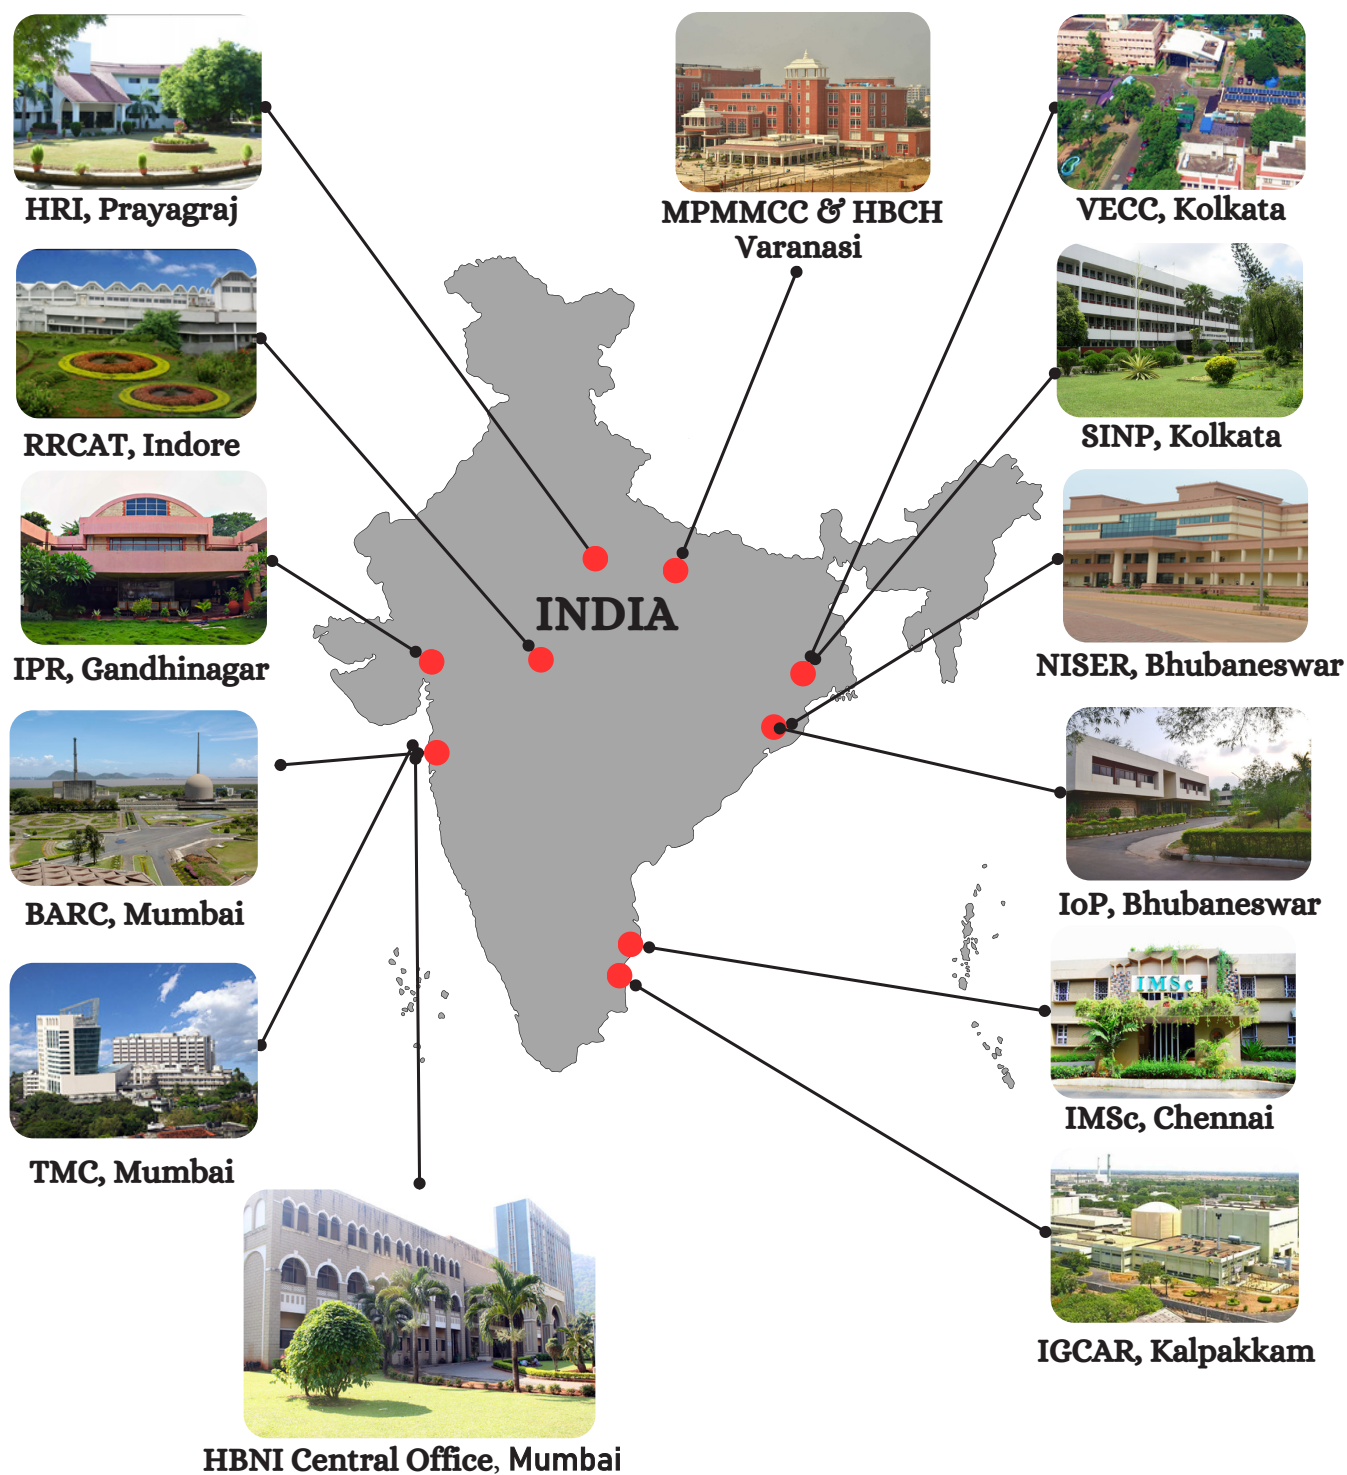 HRI, Prayagraj
MPMMCC & HBCH
Varanasi
VECC, Kolkata
RRCAT, Indore
SINP, Kolkata
IPR, Gandhinagar
INDIA
NISER, Bhubaneswar
BARC, Mumbai
IoP, Bhubaneswar
IMSc
IMSc, Chennai
TMC, Mumbai
IGCAR, Kalpakkam
HBNI Central Office, Mumbai